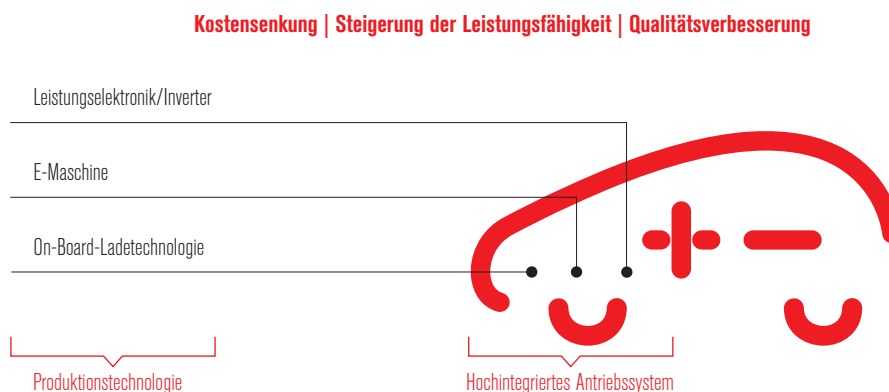 Kostensenkung | Steigerung der Leistungsfähigkeit | Qualitätsverbesserung
Leistungselektronik/Inverter
E-Maschine
On-Board-Ladetechnologie
Produktionstechnologie
Hochintegriertes Antriebssystem